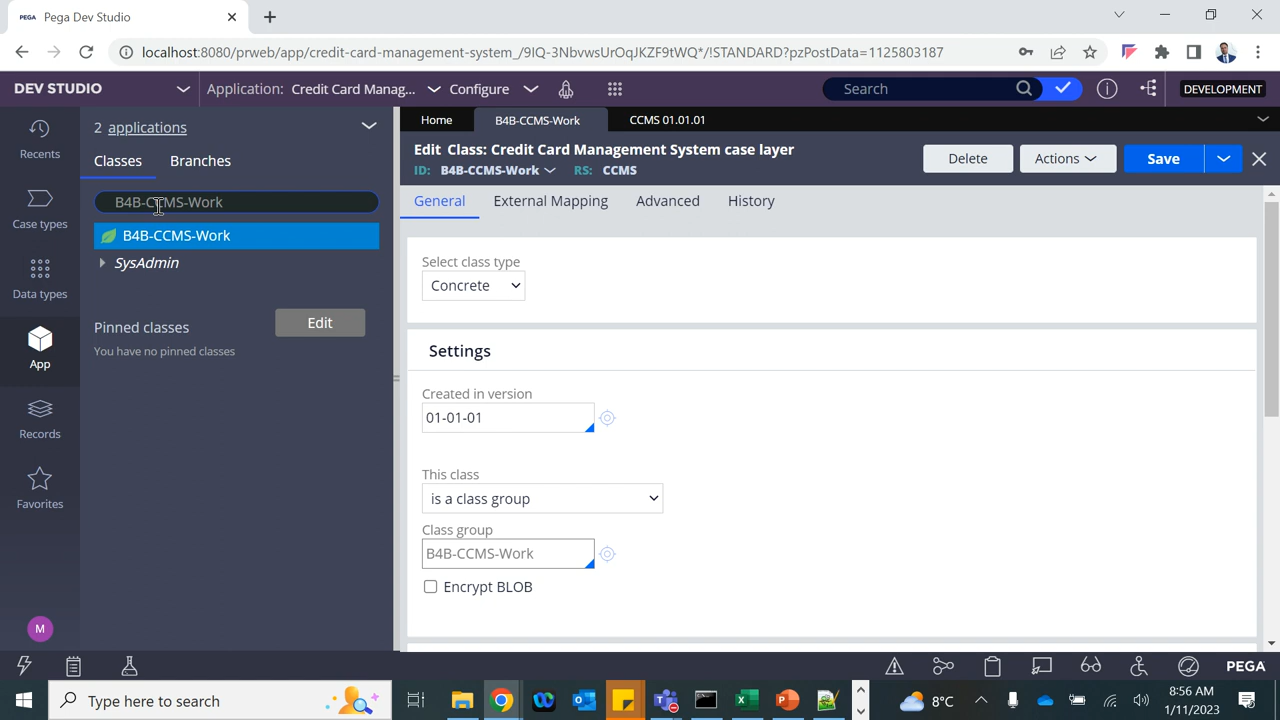 PEGA Pega Dev Studio
localhost:8080/prweb/app/credit-card-management-system_/9IQ-3NbvwsUrOqJKZF9tWQ*/!STANDARD?pzPostData=1125803187
DEV STUDIO
Application: Credit Card Manag...
Configure
Search
DEVELOPMENT
Recents
Case types
Data types
App
Records
Favorites
M
2 applications
Classes
Branches
B4B-CCMS-Work
B4B-CCMS-Work
SysAdmin
Pinned classes
Edit
You have no pinned classes
Home
B4B-CCMS-Work
CCMS 01.01.01
Edit Class: Credit Card Management System case layer
ID: B4B-CCMS-Work RS: CCMS
Delete
Actions
Save
General
External Mapping
Advanced
History
Select class type
Concrete
Settings
Created in version
01-01-01
This class
is a class group
Class group
B4B-CCMS-Work
Encrypt BLOB
PEGA
Type here to search
8°C
8:56 AM
1/11/2023